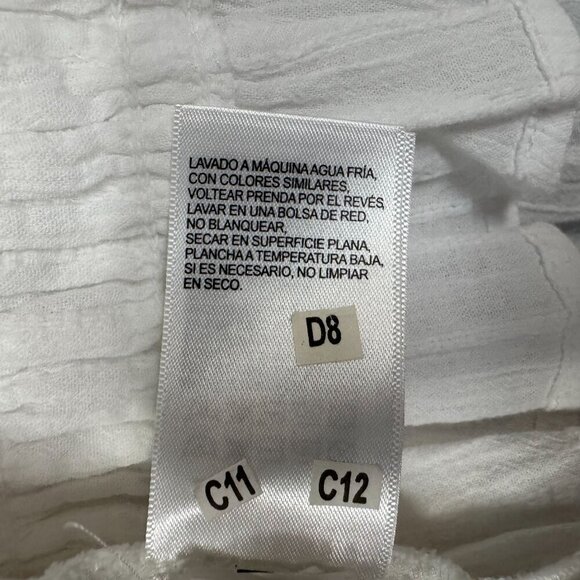 LAVADO A MÁQUINA AGUA FRÍA,
CON COLORES SIMILARES,
VOLTEAR PRENDA POR EL REVÉS,
LAVAR EN UNA BOLSA DE RED,
NO BLANQUEAR,
SECAR EN SUPERFICIE PLANA,
PLANCHA A TEMPERATURA BAJA,
SI ES NECESARIO, NO LIMPIAR
EN SECO.
D8
C11
C12